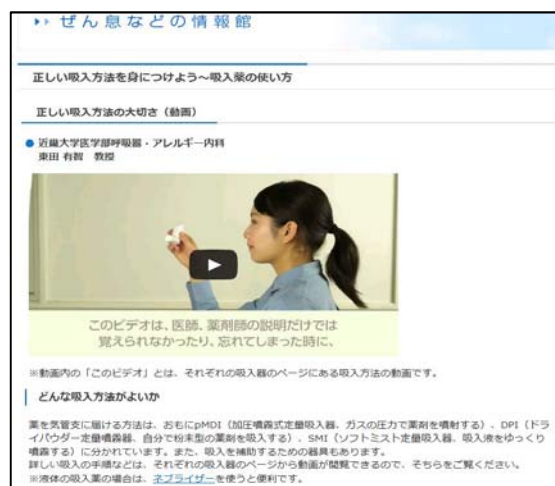 ぜん息などの情報館
正しい吸入方法を身につけよう～吸入薬の使い方
正しい吸入方法の大切さ（動画）
近畿大学医学部呼吸器・アレルギー内科
東田 有智　教授
このビデオは、医師、薬剤師の説明だけでは
覚えられなかったり、忘れてしまった時に、
※動画内の「このビデオ」とは、それぞれの吸入器のページにある吸入方法の動画です。
どんな吸入方法がよいか
薬を気管支に届ける方法は、おもにpMDI（加圧噴霧式定量吸入器、ガスの圧力で薬剤を噴射する）、DPI（ドラ
イパウダー定量噴霧器、自分で粉末型の薬剤を吸入する）、SMI（ソフトミスト定量吸入器、吸入液をゆっくり
噴霧する）に分かれています。また、吸入を補助するための器具もあります。
詳しい吸入の手順などは、それぞれの吸入器のページから動画が閲覧できるので、そちらをご覧ください。
※液体の吸入薬の場合は、ネブライザーを使うと便利です。